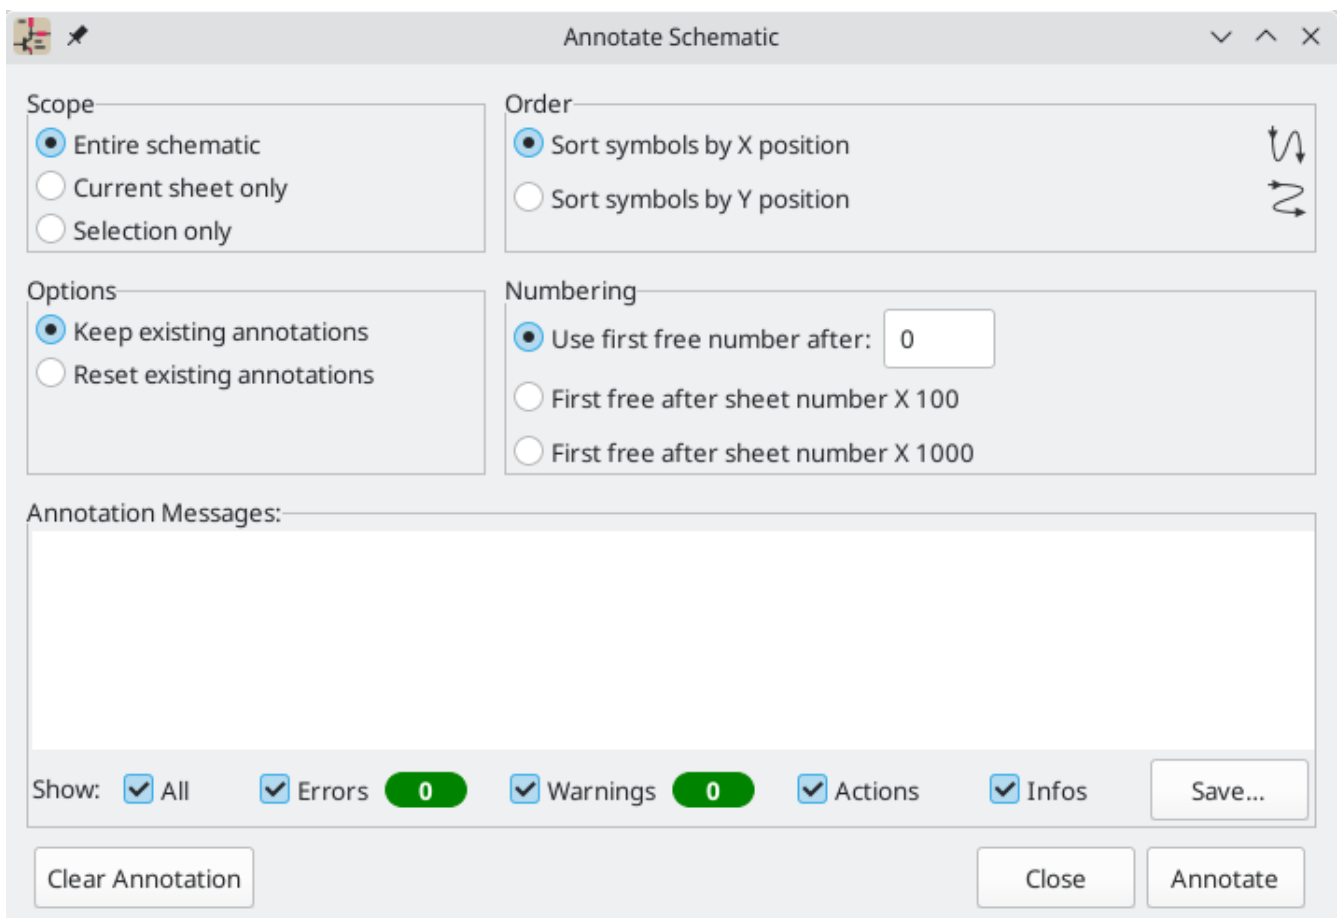 Annotate Schematic
Scope
Entire schematic
Current sheet only
Selection only
Order
Sort symbols by X position
Sort symbols by Y position
Options
Keep existing annotations
Reset existing annotations
Numbering
Use first free number after: 0
First free after sheet number X 100
First free after sheet number X 1000
Annotation Messages:
Show: All Errors 0 Warnings 0 Actions Infos Save...
Clear Annotation Close Annotate